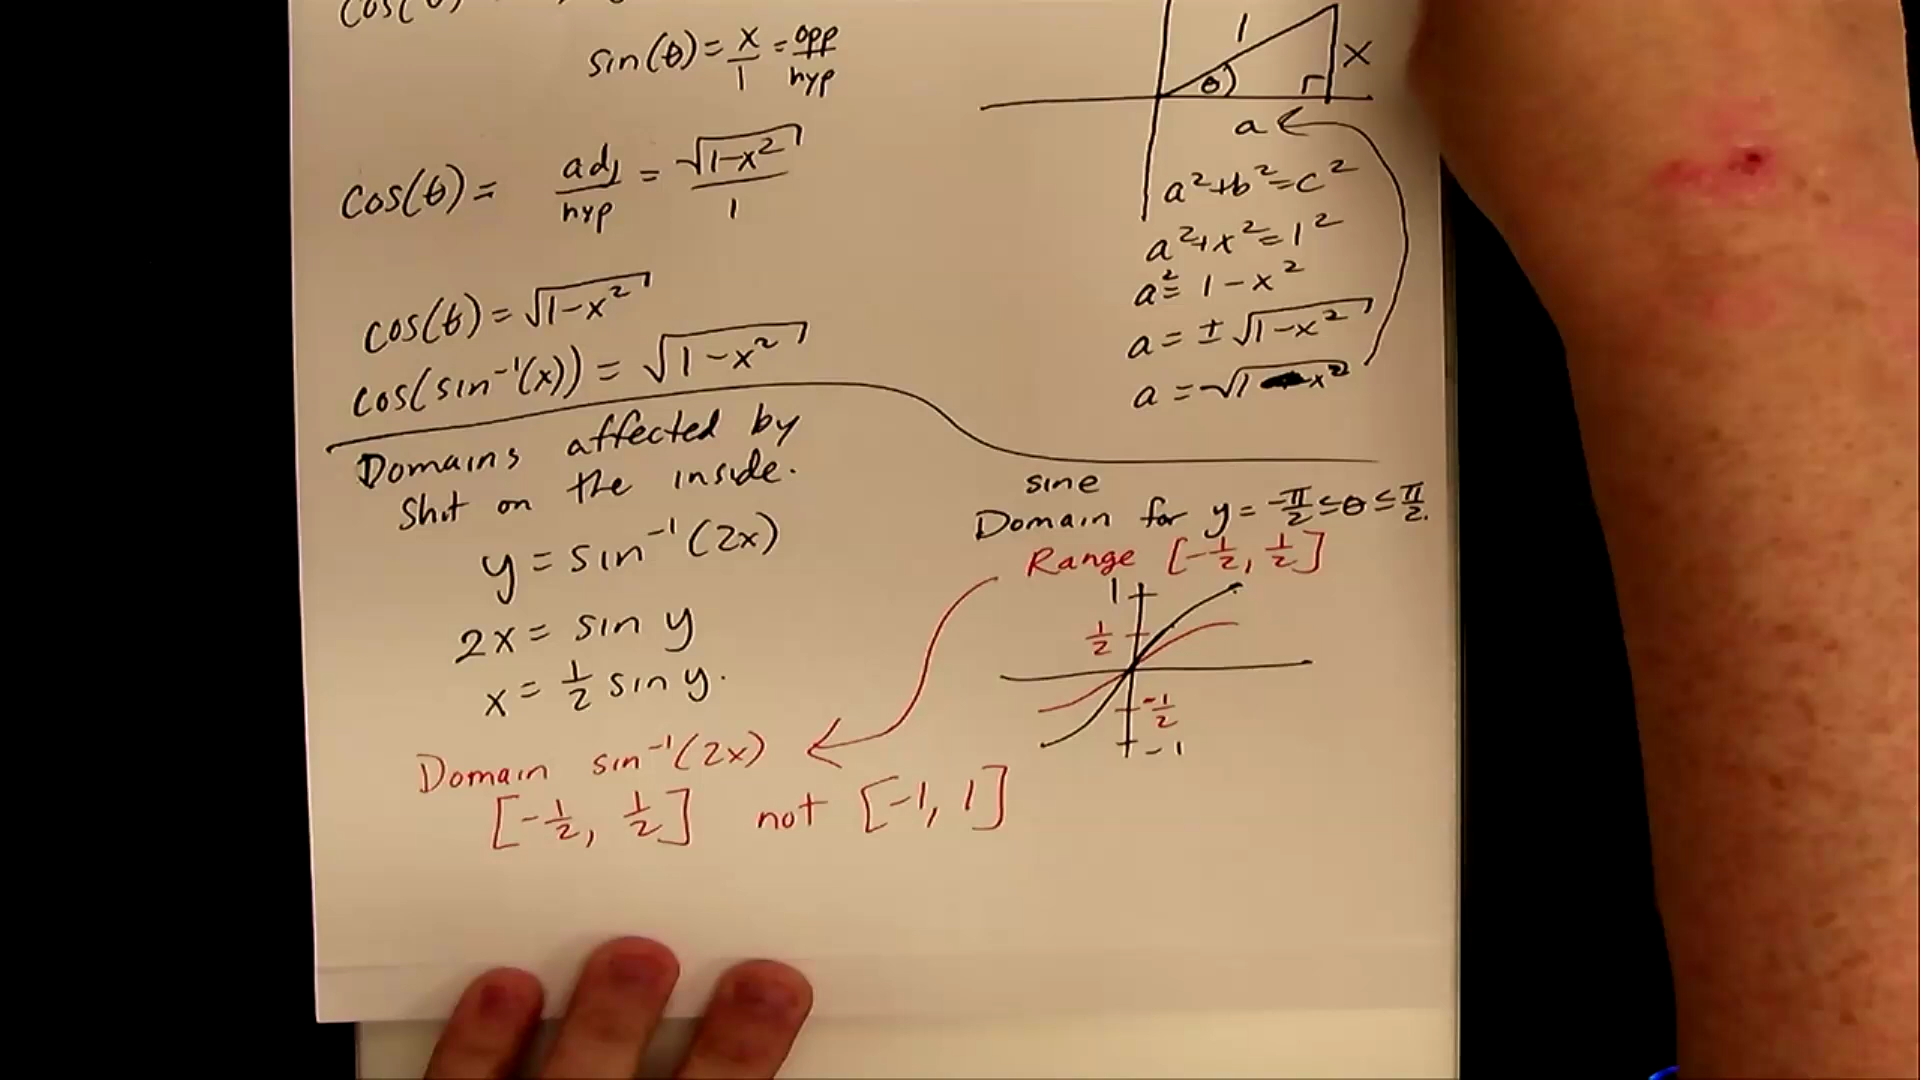 sin(θ) = x/1 = opp/hyp
cos(θ) = adj/hyp = √(1-x²)/1
cos(θ) = √(1-x²)
cos(sin⁻¹(x)) = √(1-x²)
1
x
θ
a
a²+b²=c²
a²+x²=1²
a²=1-x²
a=±√(1-x²)
a=√(1-x²)
Domains affected by
Shit on the inside.
y = sin⁻¹(2x)
2x = sin y
x = 1/2 sin y.
sine
Domain for y = -π/2 ≤ θ ≤ π/2.
Range [-1/2, 1/2]
1
1/2
-1/2
-1
Domain sin⁻¹(2x)
[-1/2, 1/2] not [-1, 1]